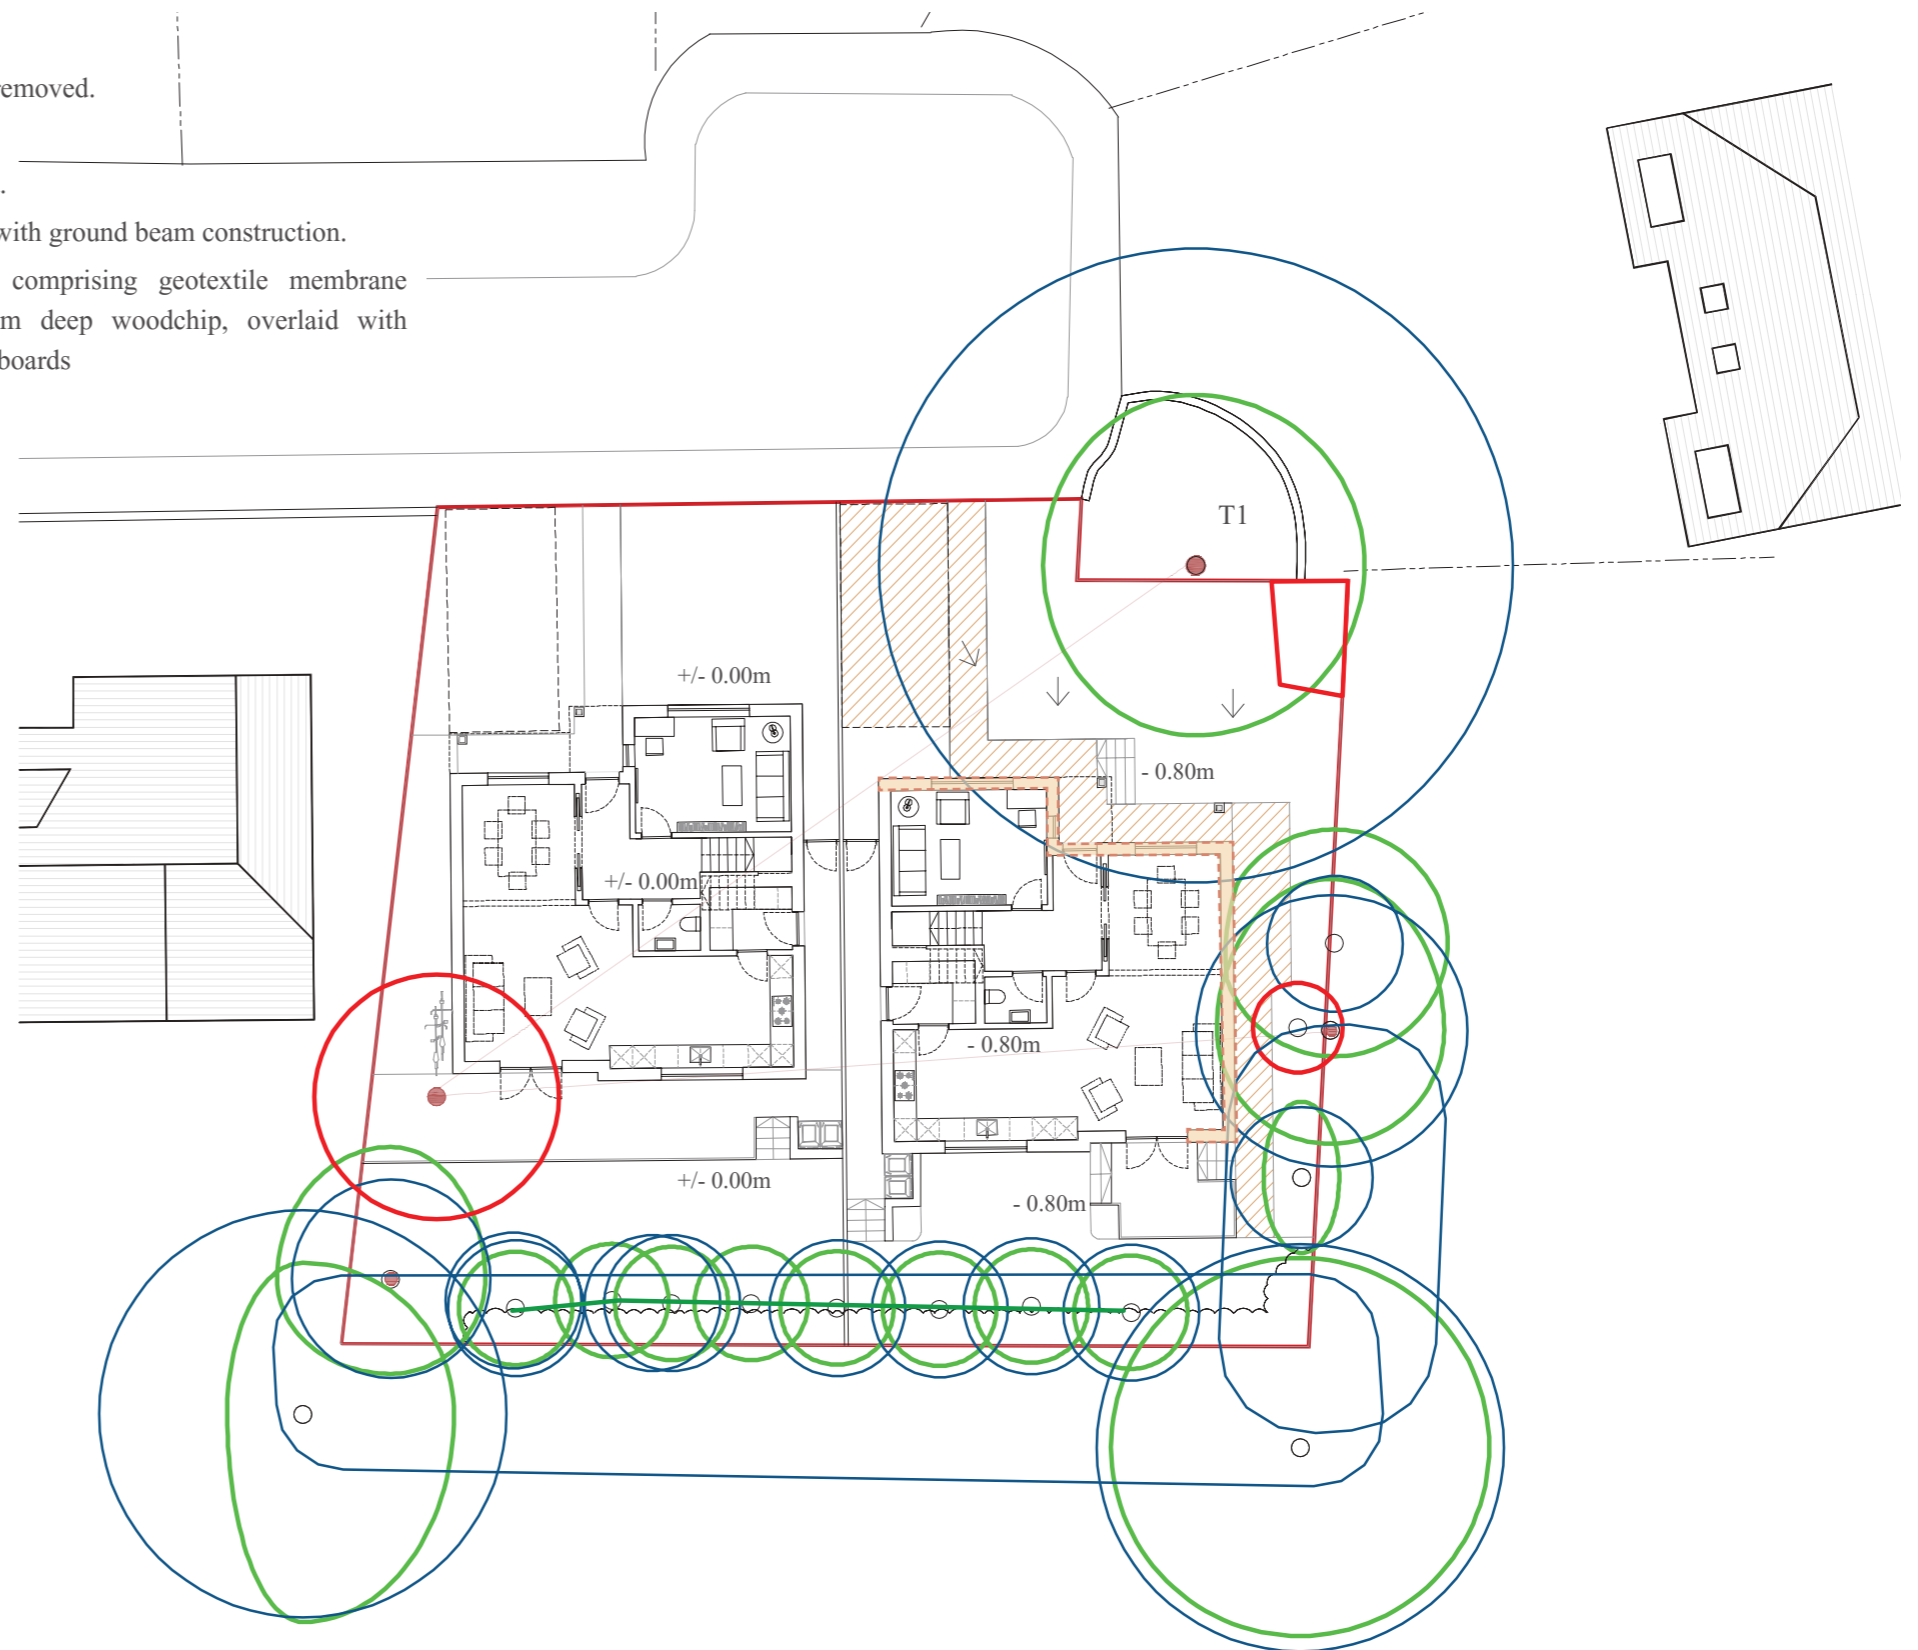 removed.
.
with ground beam construction.
comprising geotextile membrane
m deep woodchip, overlaid with
boards
T1
+/- 0.00m
- 0.80m
+/- 0.00m
- 0.80m
+/- 0.00m
- 0.80m